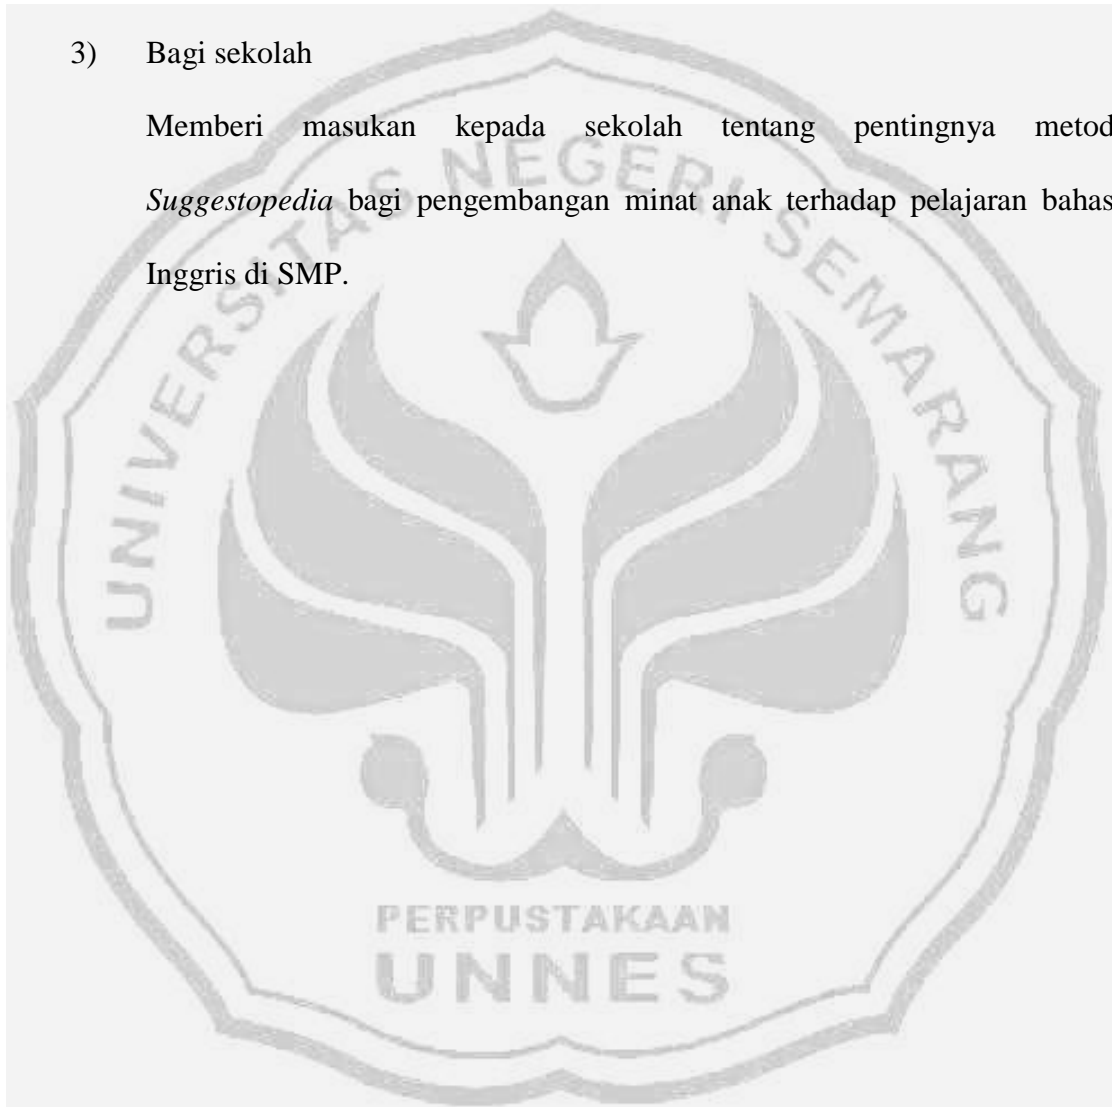 3) Bagi sekolah
Memberi masukan kepada sekolah tentang pentingnya metod
Suggestopedia bagi pengembangan minat anak terhadap pelajaran bahas
Inggris di SMP.
UNIVERSITAS NEGERI SEMARANG
PERPUSTAKAAN
UNNES